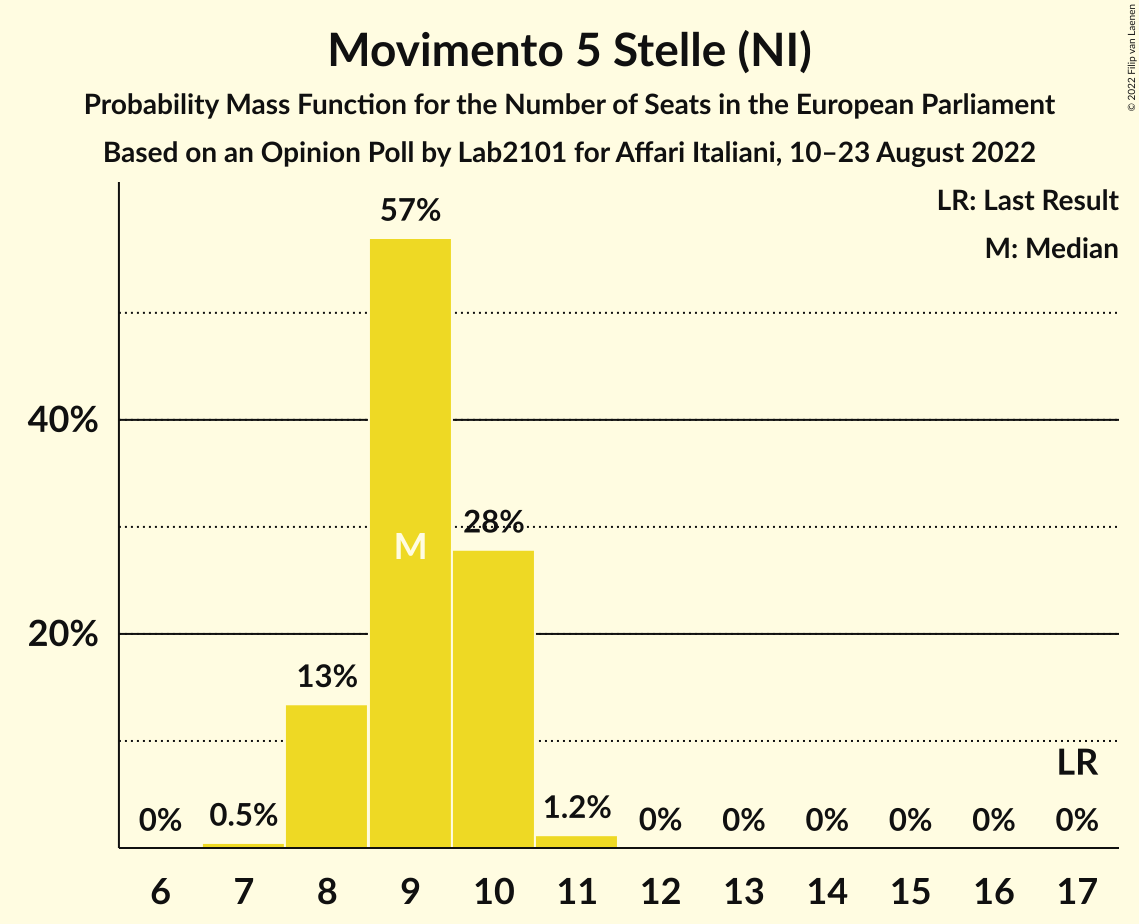 Movimento 5 Stelle (NI)
Probability Mass Function for the Number of Seats in the European Parliament
Based on an Opinion Poll by Lab2101 for Affari Italiani, 10–23 August 2022
© 2022 Filip van Laenen
LR: Last Result
M: Median
57%
40%
28%
M
20%
13%
LR
0%
0.5%
1.2%
0%
0%
0%
0%
0%
0%
6 7 8 9 10 11 12 13 14 15 16 17